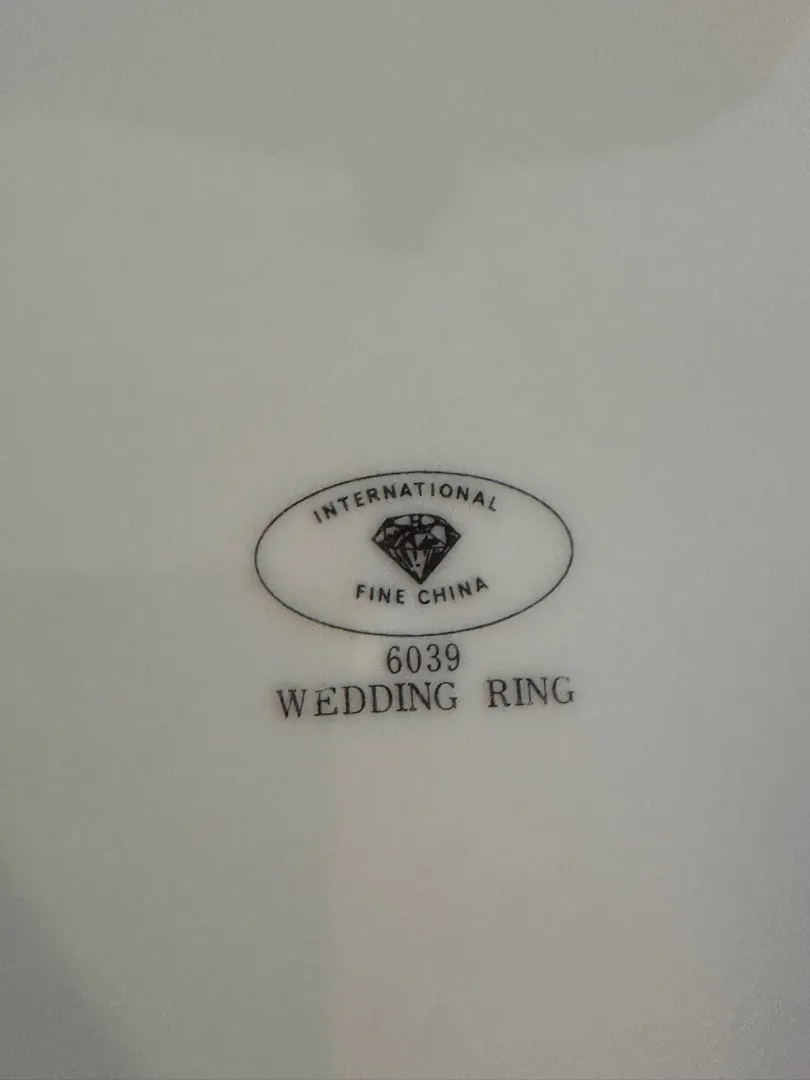 INTERNATIONAL
FINE CHINA
6039
WEDDING RING